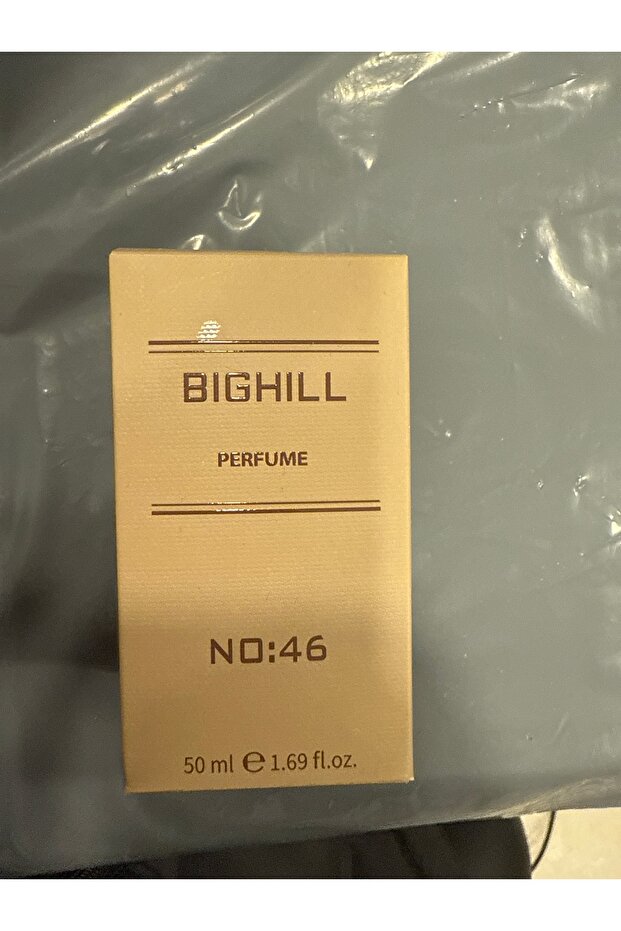 BIGHILL
PERFUME
NO:46
50 ml ℮ 1.69 fl.oz.